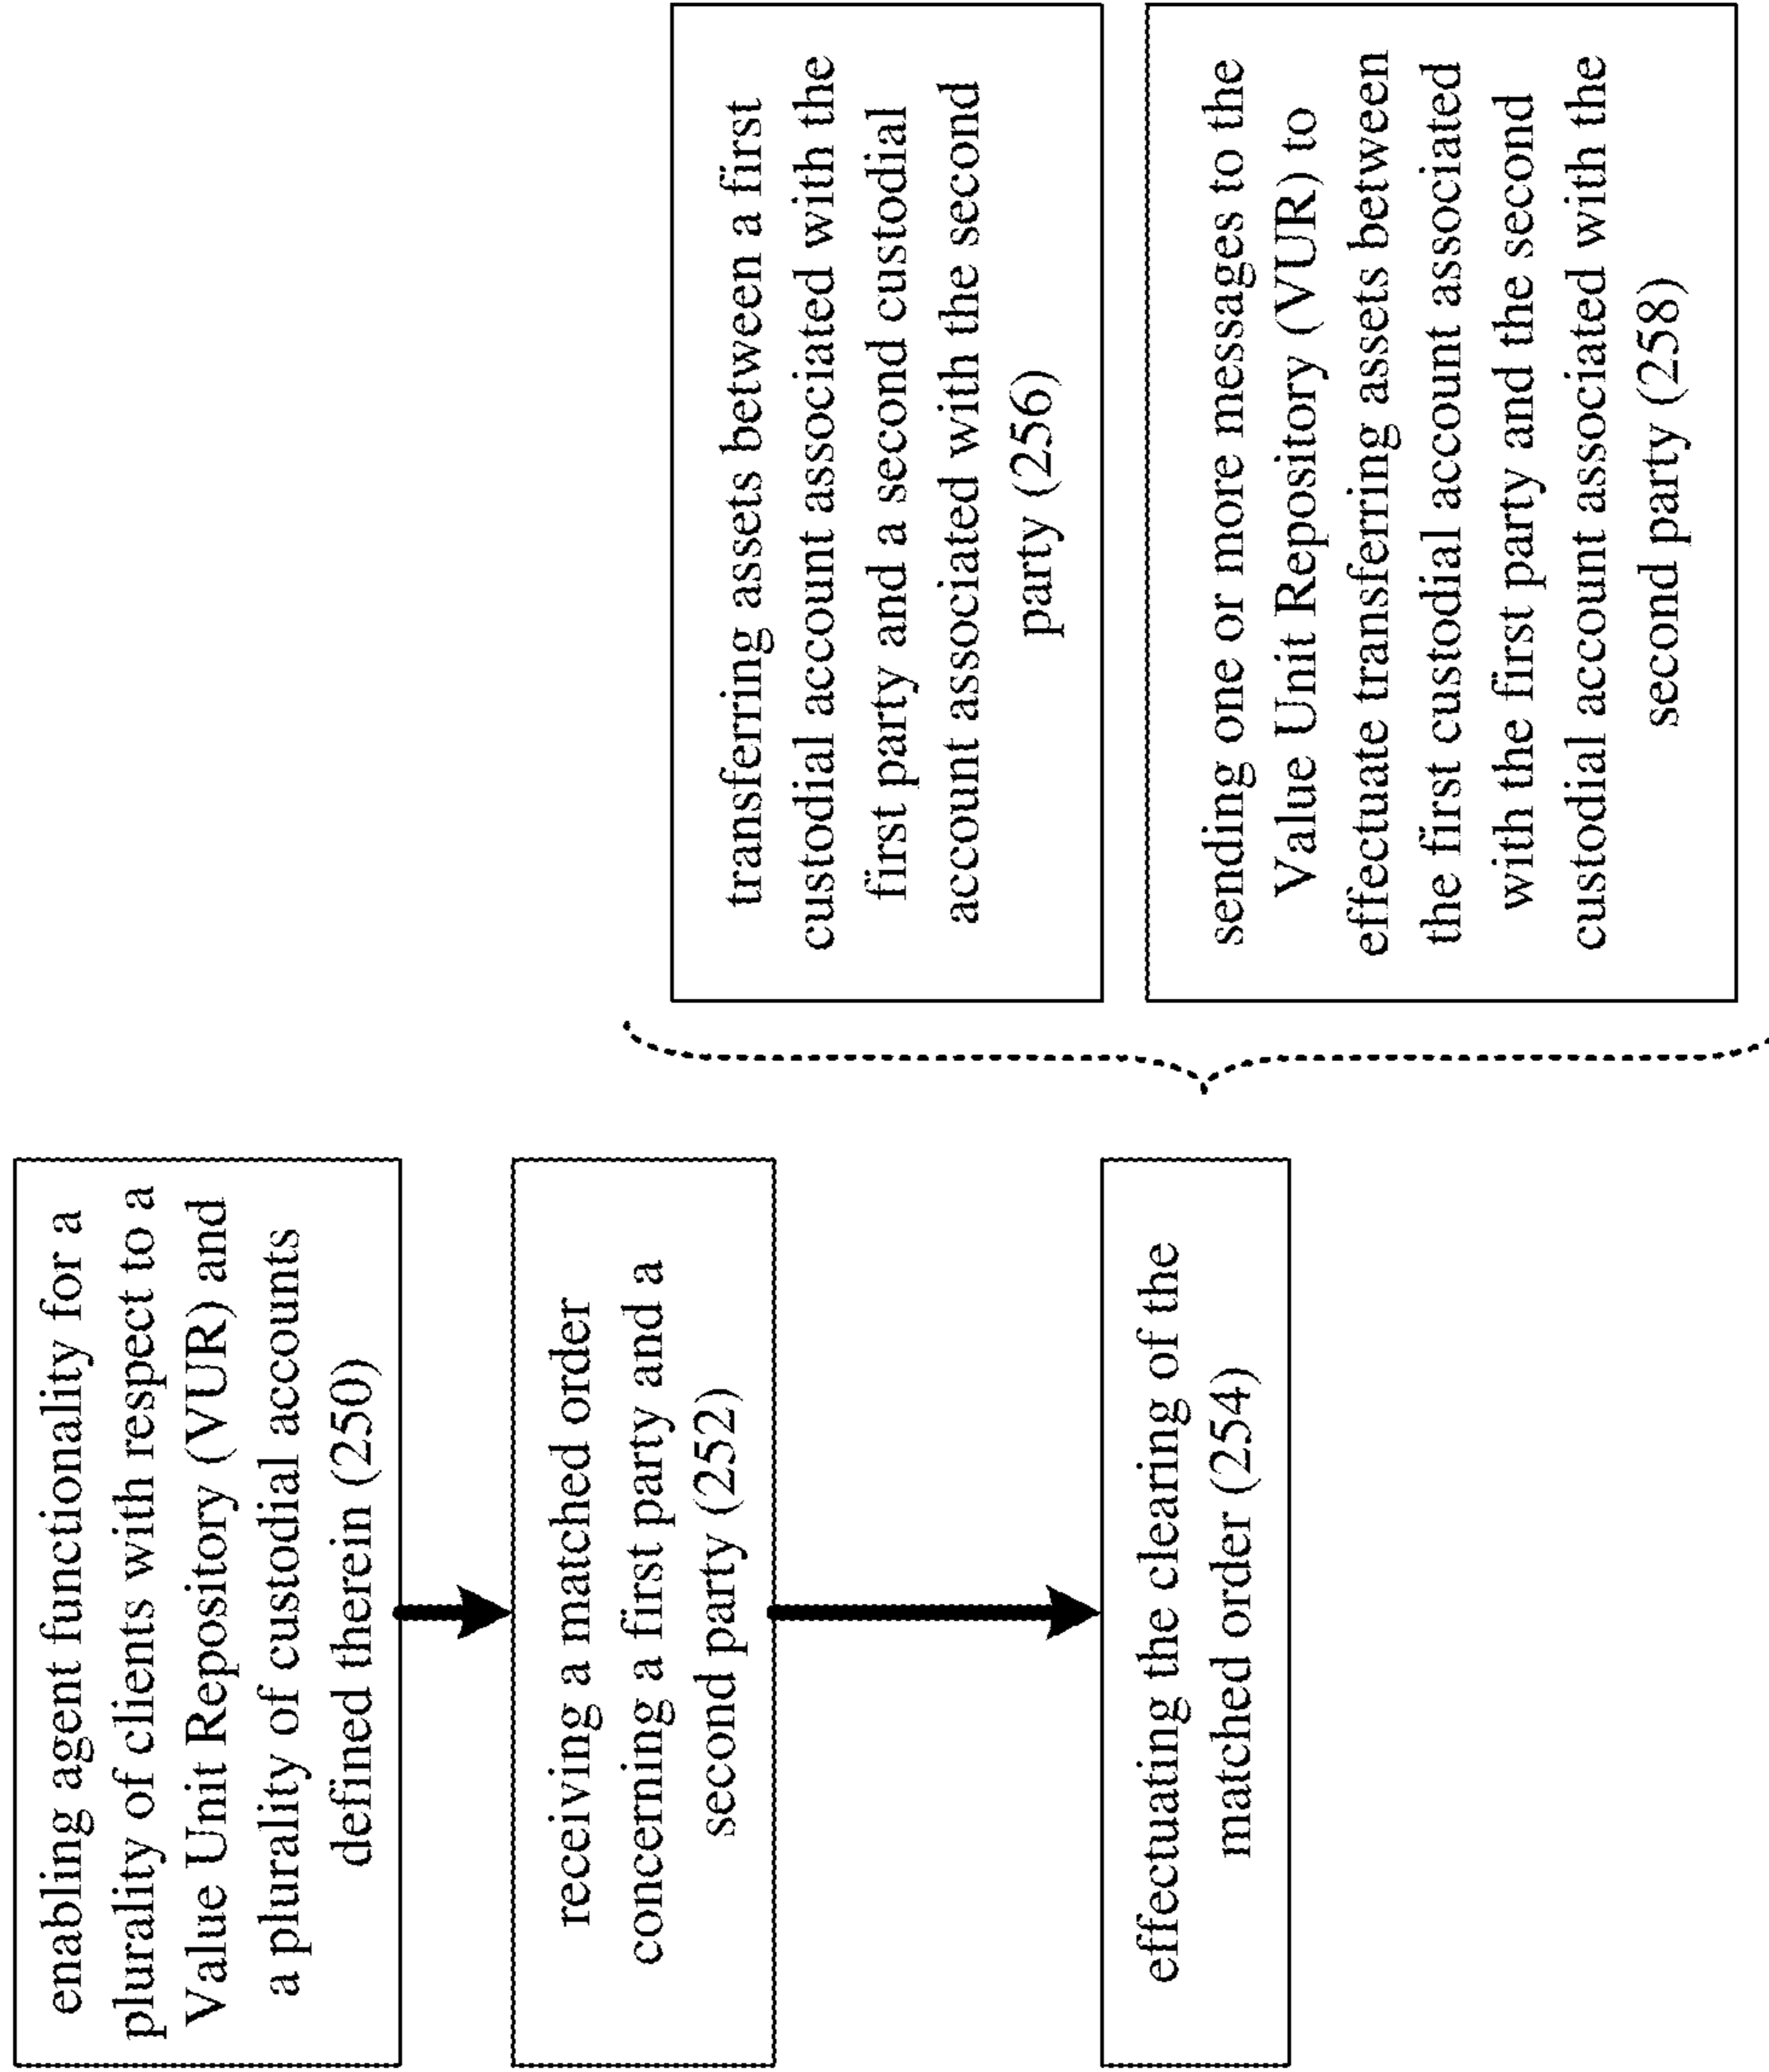 enabling agent functionality for a
plurality of clients with respect to a
Value Unit Repository (VUR) and
a plurality of custodial accounts
defined therein (250)
receiving a matched order
concerning a first party and a
second party (252)
effectuating the clearing of the
matched order (254)
transferring assets between a first
custodial account associated with the
first party and a second custodial
account associated with the second
party (256)
sending one or more messages to the
Value Unit Repository (VUR) to
effectuate transferring assets between
the first custodial account associated
with the first party and the second
custodial account associated with the
second party (258)